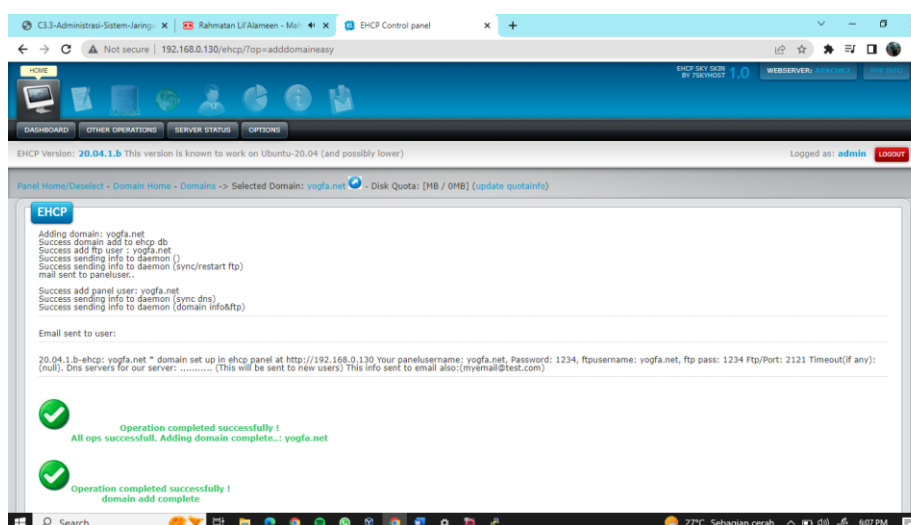 C3.3-Administrasi-Sistem-Jaringa
Rahmatan Lil'Alameen - Mah
EHCP Control panel
Not secure | 192.168.0.130/ehcp/?op=adddomaineasy
HOME
EHCP SKY SKIN
BY 7SKYHOST 1.0
WEBSERVER: APACHE2
PHP INFO
DASHBOARD OTHER OPERATIONS SERVER STATUS OPTIONS
EHCP Version: 20.04.1.b This version is known to work on Ubuntu-20.04 (and possibly lower)
Logged as: admin LOGOUT
Panel Home/Deselect - Domain Home - Domains -> Selected Domain: yogfa.net - Disk Quota: [MB / 0MB] (update quotainfo)
EHCP
Adding domain: yogfa.net
Success domain add to ehcp db
Success add ftp user : yogfa.net
Success sending info to daemon ()
Success sending info to daemon (sync/restart ftp)
mail sent to paneluser..
Success add panel user: yogfa.net
Success sending info to daemon (sync dns)
Success sending info to daemon (domain info&ftp)
Email sent to user:
20.04.1.b-ehcp: yogfa.net " domain set up in ehcp panel at http://192.168.0.130 Your panelusername: yogfa.net, Password: 1234, ftpusername: yogfa.net, ftp pass: 1234 Ftp/Port: 2121 Timeout(if any):
(null). Dns servers for our server: ........... (This will be sent to new users) This info sent to email also:(myemail@test.com)
Operation completed successfully !
All ops successfull. Adding domain complete..: yogfa.net
Operation completed successfully !
domain add complete
Search
27°C Sebagian cerah
6:07 PM